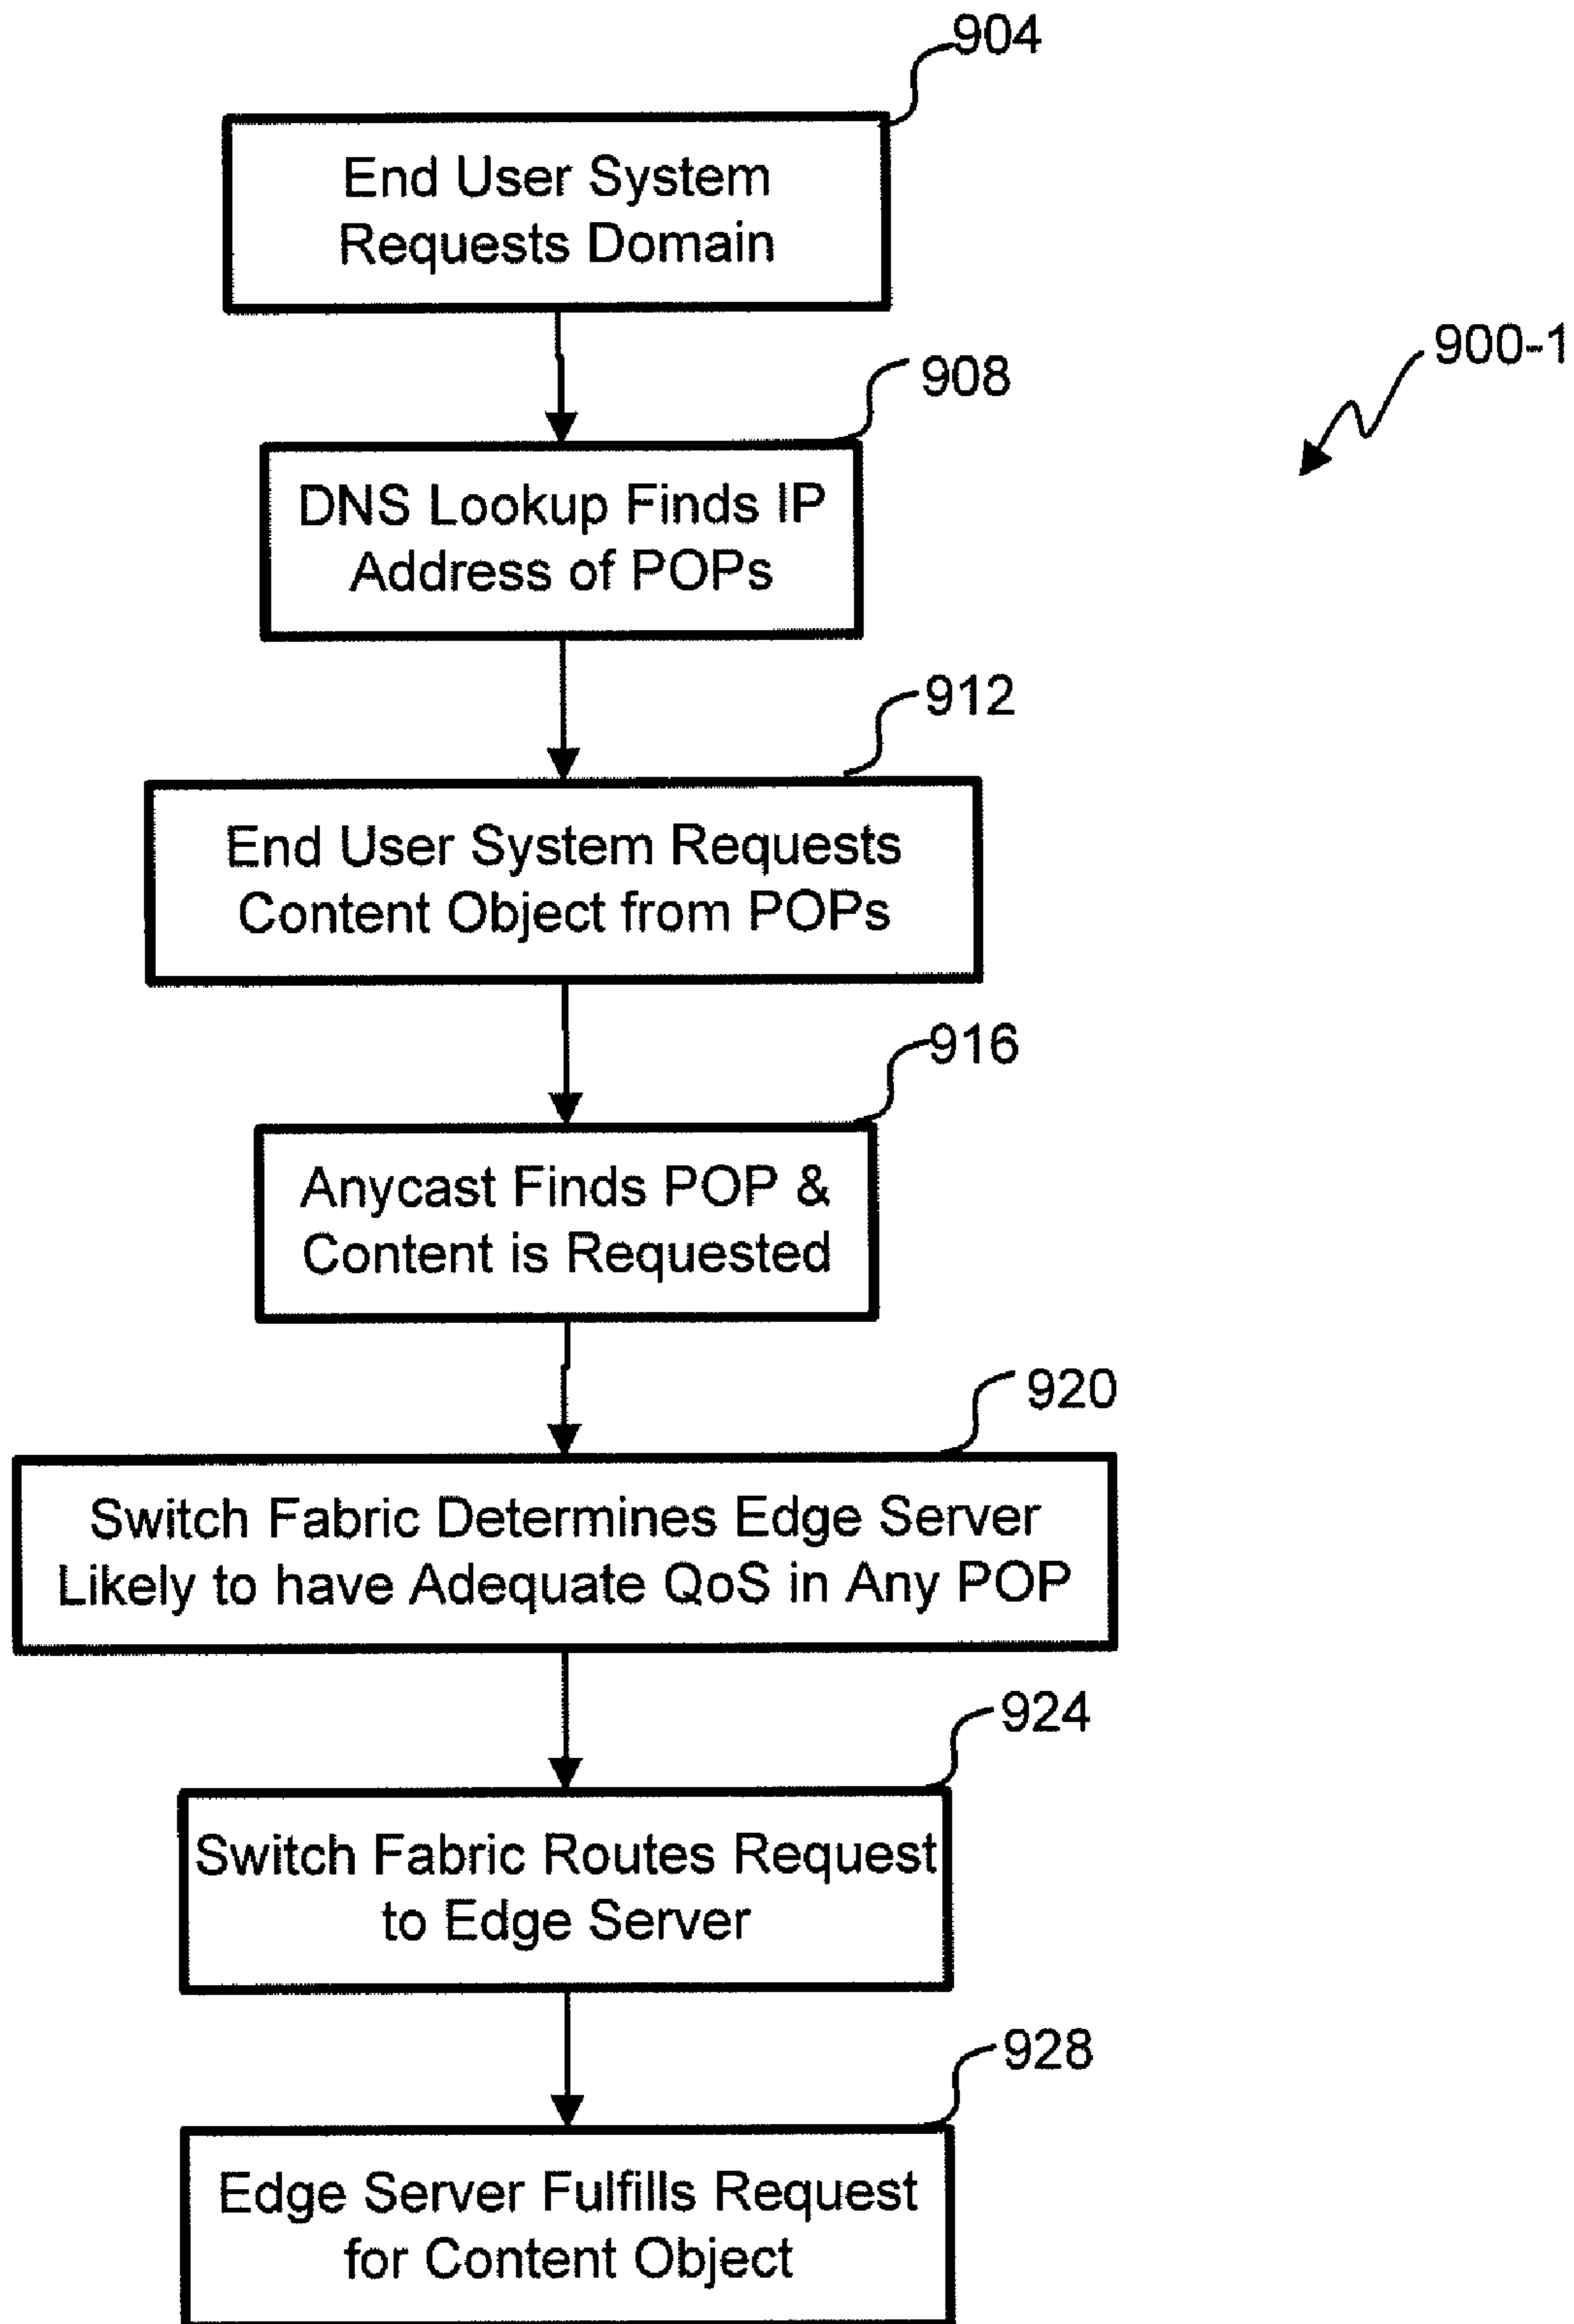 904
End User System
Requests Domain
900-1
908
DNS Lookup Finds IP
Address of POPs
912
End User System Requests
Content Object from POPs
916
Anycast Finds POP &
Content is Requested
920
Switch Fabric Determines Edge Server
Likely to have Adequate QoS in Any POP
924
Switch Fabric Routes Request
to Edge Server
928
Edge Server Fulfills Request
for Content Object